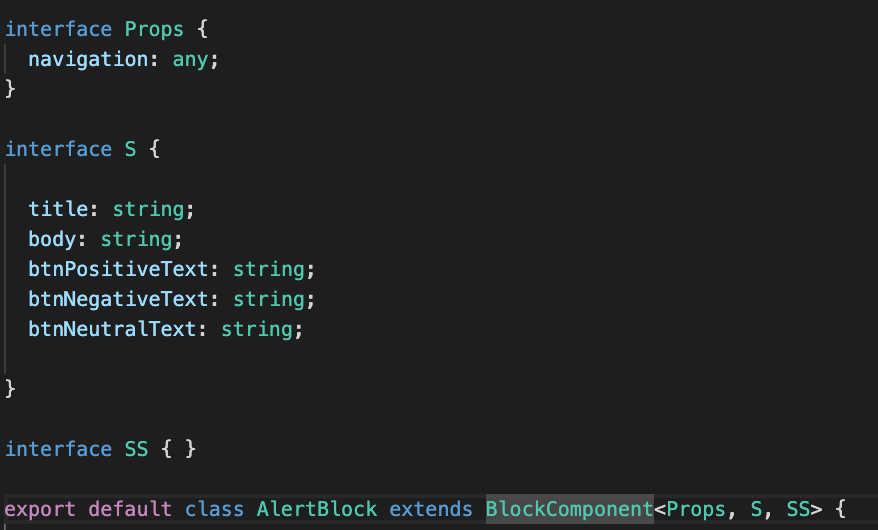 interface Props {
  navigation: any;
}
interface S {
  title: string;
  body: string;
  btnPositiveText: string;
  btnNegativeText: string;
  btnNeutralText: string;
}
interface SS { }
export default class AlertBlock extends BlockComponent<Props, S, SS> {